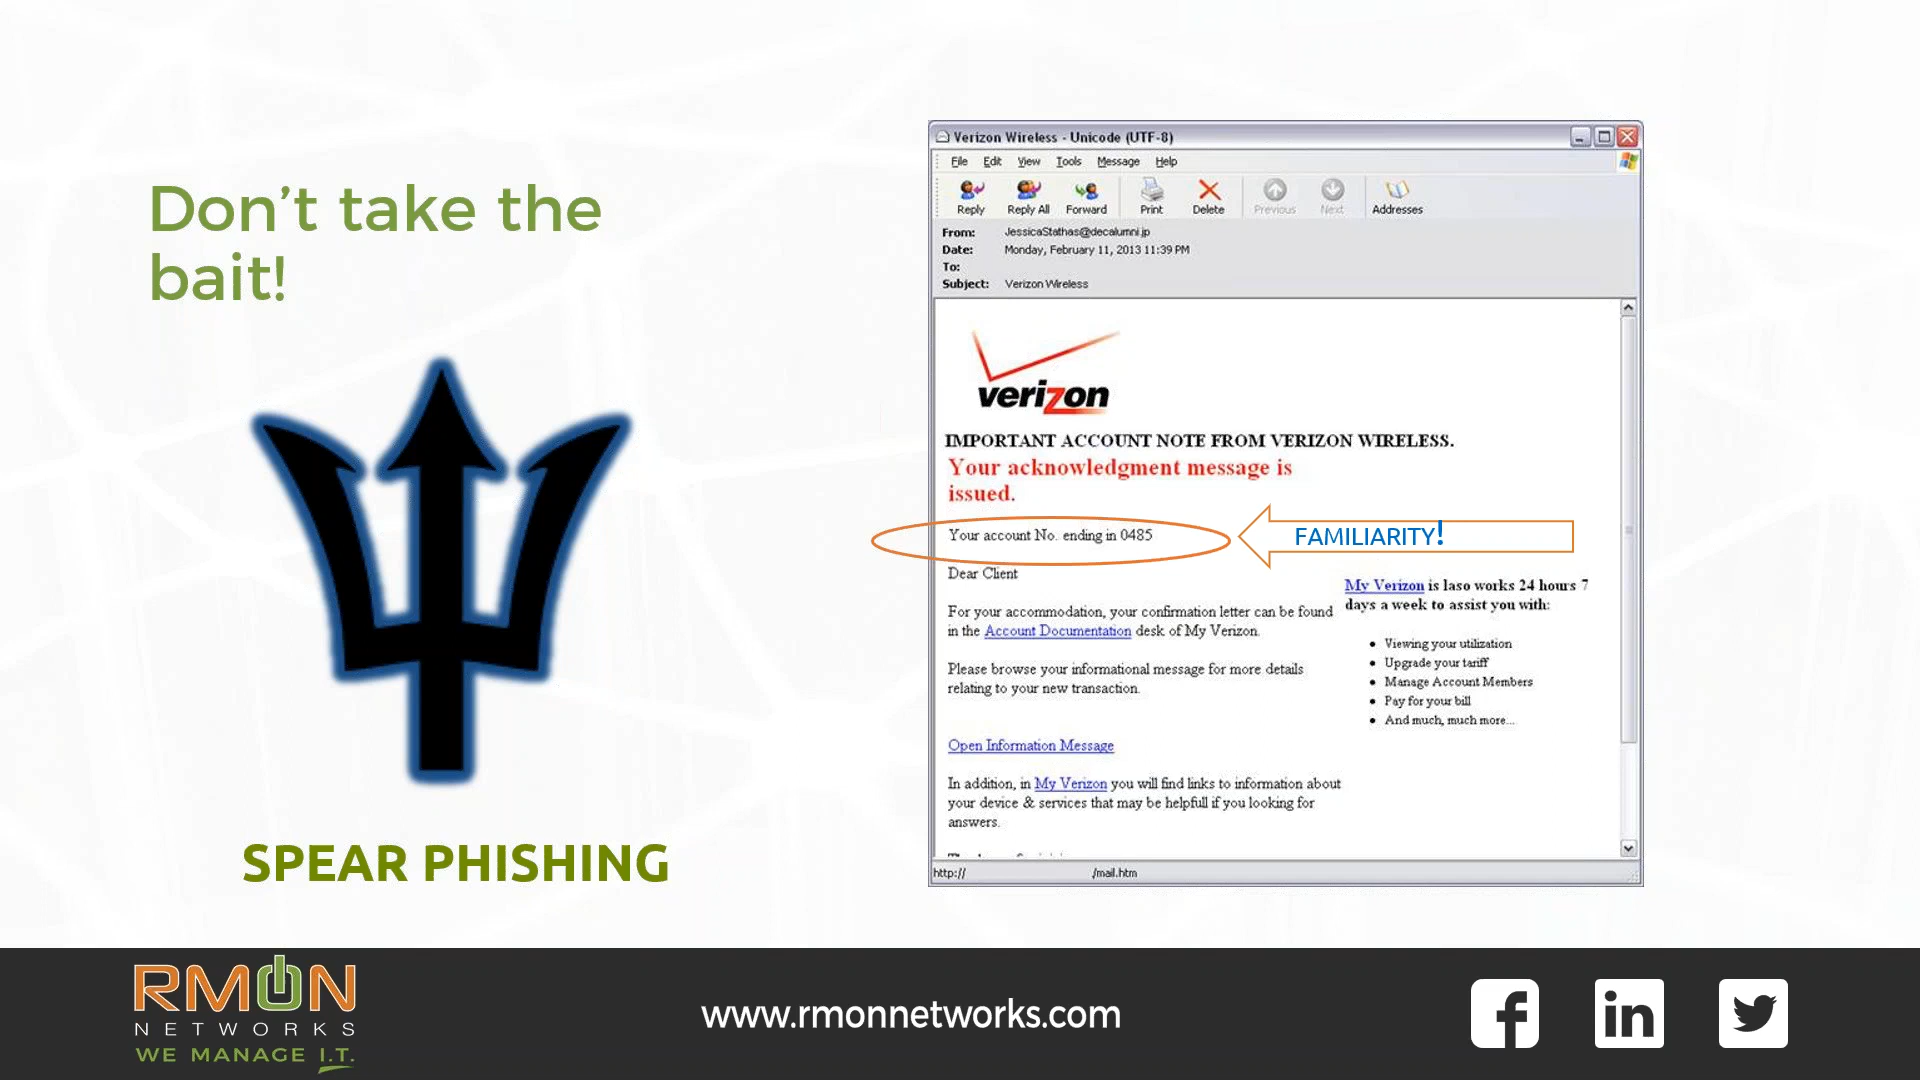 Don't take the
bait!
SPEAR PHISHING
Verizon Wireless - Unicode (UTF-8)
File Edit View Tools Message Help
Reply Reply All Forward Print Delete Previous Next Addresses
From: JessicaStathas@decalumni.jp
Date: Monday, February 11, 2013 11:39 PM
To:
Subject: Verizon Wireless
verizon
IMPORTANT ACCOUNT NOTE FROM VERIZON WIRELESS.
Your acknowledgment message is
issued.
Your account No. ending in 0485
FAMILIARITY!
Dear Client
For your accommodation, your confirmation letter can be found
in the Account Documentation desk of My Verizon.
Please browse your informational message for more details
relating to your new transaction.
Open Information Message
In addition, in My Verizon you will find links to information about
your device & services that may be helpfull if you looking for
answers.
My Verizon is laso works 24 hours 7
days a week to assist you with:
• Viewing your utilization
• Upgrade your tariff
• Manage Account Members
• Pay for your bill
• And much, much more...
http:// /mail.htm
RMON
NETWORKS
WE MANAGE I.T.
www.rmonnetworks.com